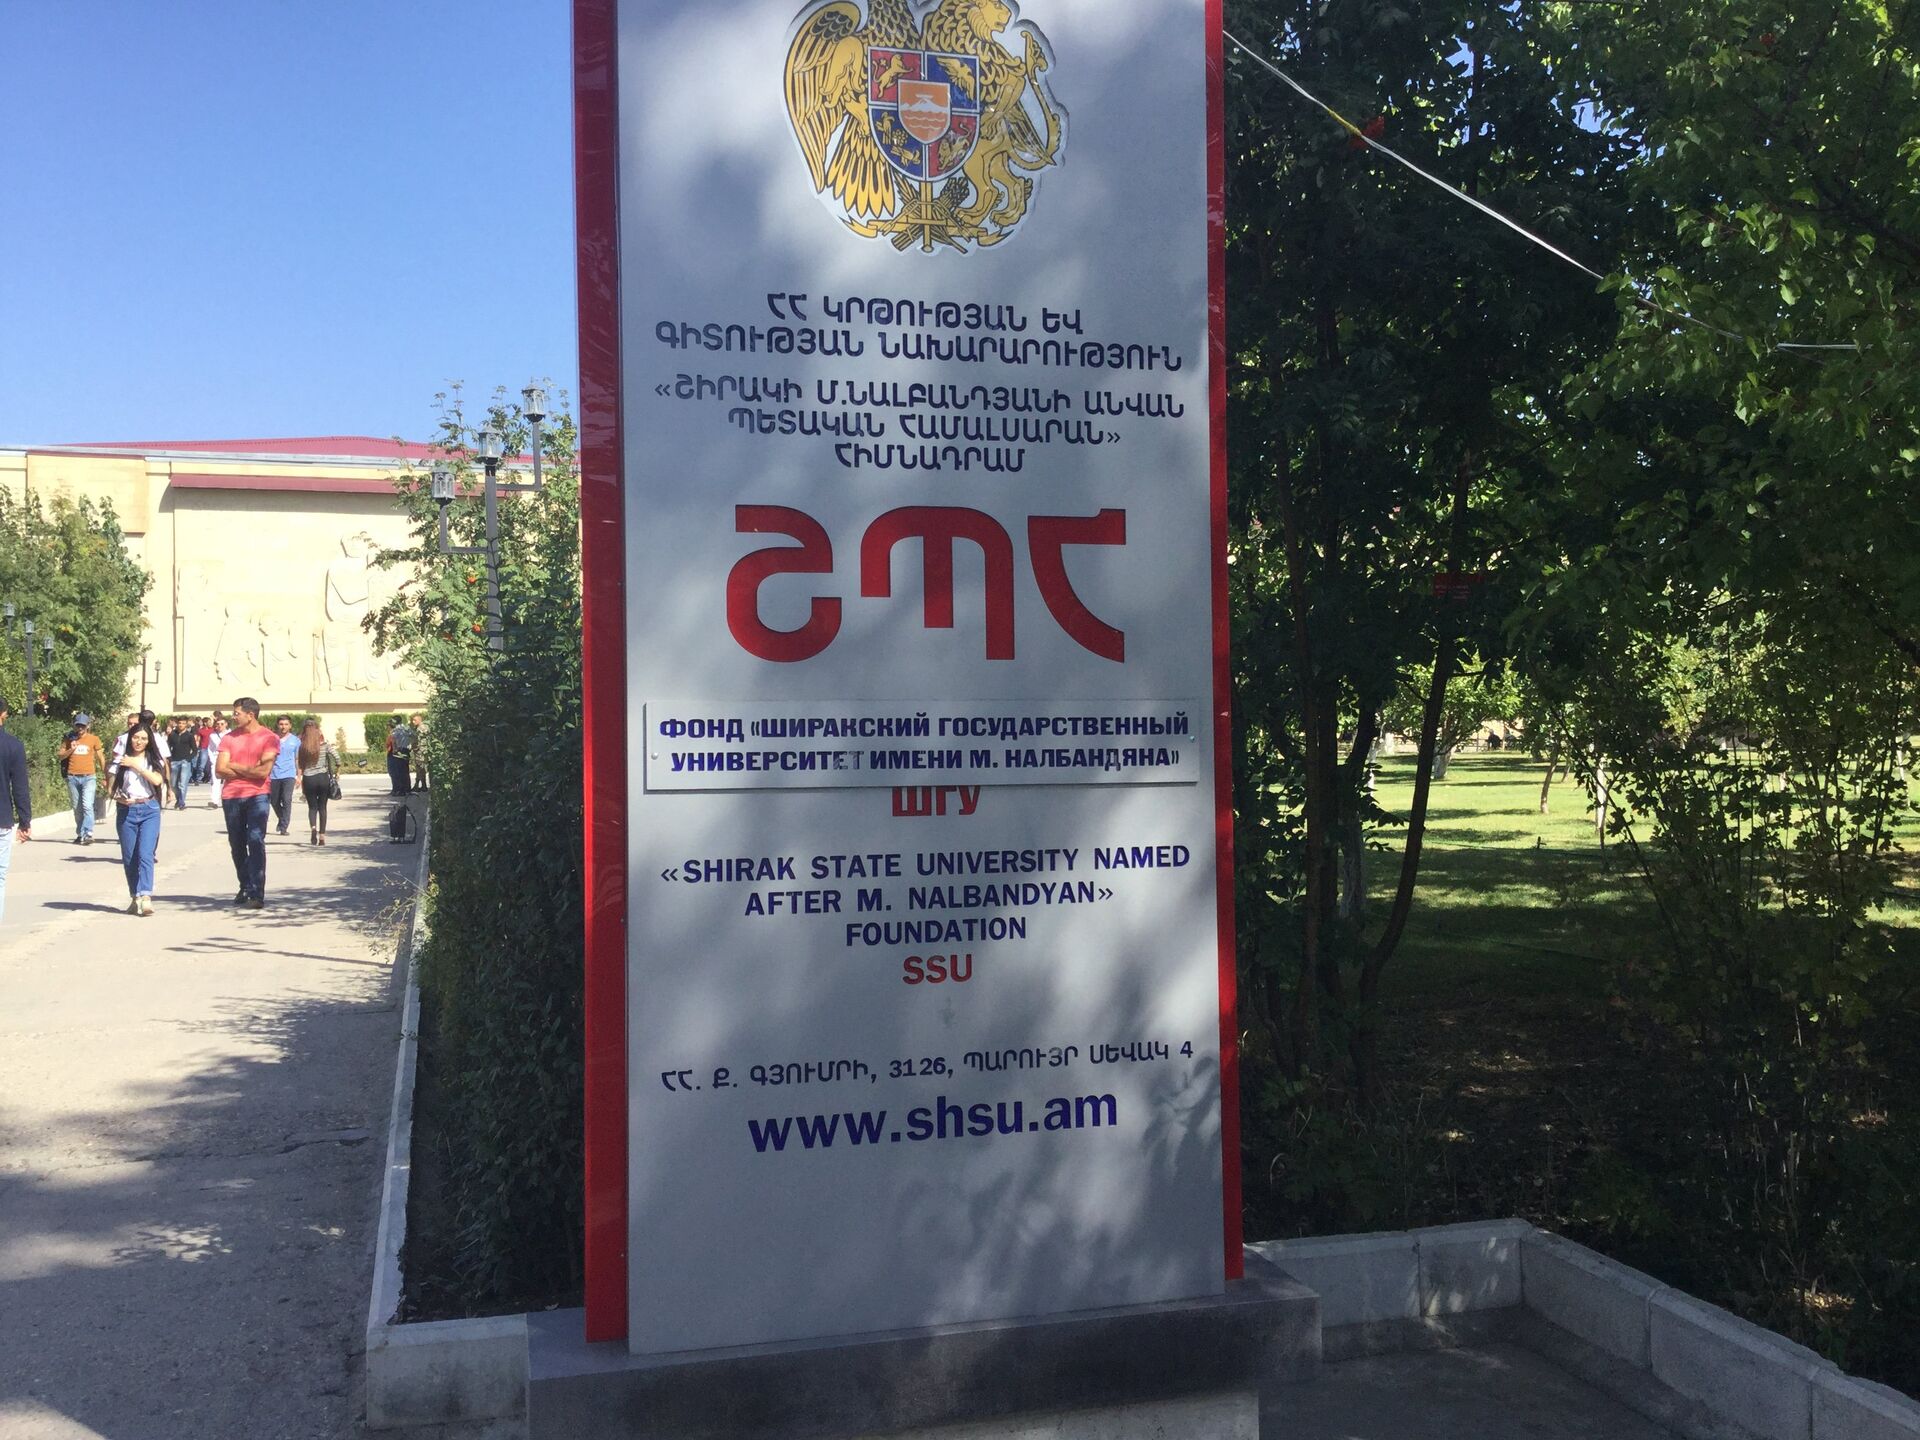 ՀՀ ԿՐԹՈՒԹՅԱՆ ԵՎ
ԳԻՏՈՒԹՅԱՆ ՆԱԽԱՐԱՐՈՒԹՅՈՒՆ
«ՇԻՐԱԿԻ Մ.ՆԱԼԲԱՆԴՅԱՆԻ ԱՆՎԱՆ
ՊԵՏԱԿԱՆ ՀԱՄԱԼՍԱՐԱՆ»
ՀԻՄՆԱԴՐԱՄ
ՇՊՀ
ФОНД «ШИРАКСКИЙ ГОСУДАРСТВЕННЫЙ
УНИВЕРСИТЕТ ИМЕНИ М. НАЛБАНДЯНА»
ШГУ
«SHIRAK STATE UNIVERSITY NAMED
AFTER M. NALBANDYAN»
FOUNDATION
SSU
ՀՀ. Ք. ԳՅՈՒՄՐԻ, 3126, ՊԱՐՈՒՅՐ ՍԵՎԱԿ 4
www.shsu.am